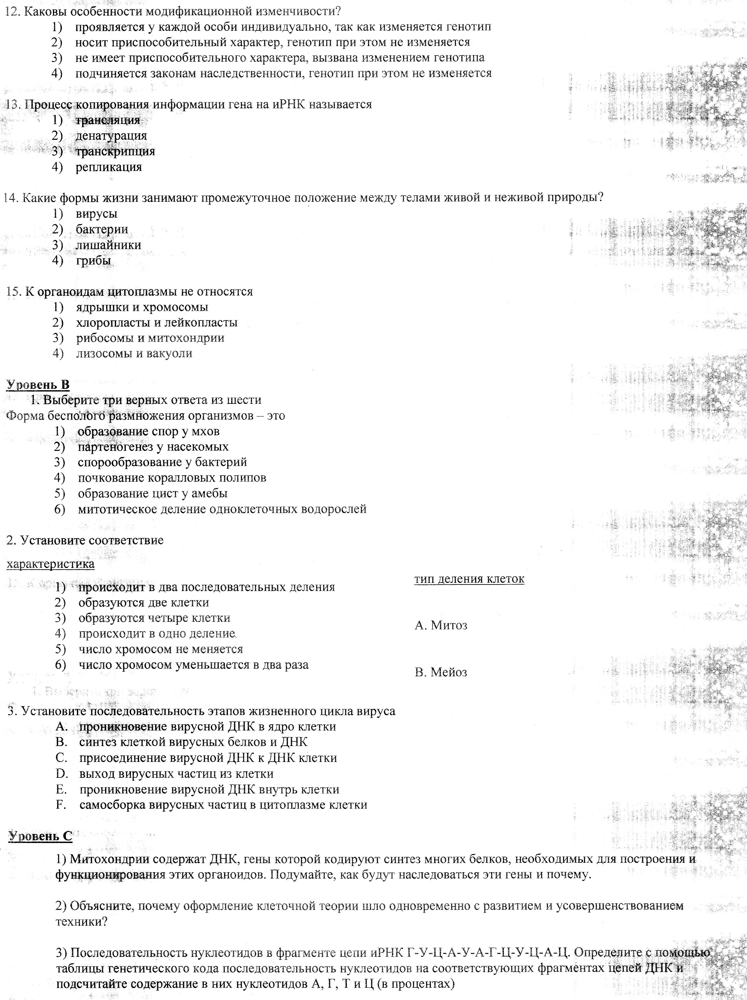 12. Каковы особенности модификационной изменчивости?
1) проявляется у каждой особи индивидуально, так как изменяется генотип
2) носит приспособительный характер, генотип при этом не изменяется
3) не имеет приспособительного характера, вызвана изменением генотипа
4) подчиняется законам наследственности, генотип при этом не изменяется
13. Процесс копирования информации гена на иРНК называется
1) трансляция
2) денатурация
3) транскрипция
4) репликация
14. Какие формы жизни занимают промежуточное положение между телами живой и неживой природы?
1) вирусы
2) бактерии
3) лишайники
4) грибы
15. К органоидам цитоплазмы не относятся
1) ядрышки и хромосомы
2) хлоропласты и лейкопласты
3) рибосомы и митохондрии
4) лизосомы и вакуоли
Уровень В
1. Выберите три верных ответа из шести
Форма бесполого размножения организмов – это
1) образование спор у мхов
2) партеногенез у насекомых
3) спорообразование у бактерий
4) почкование коралловых полипов
5) образование цист у амебы
6) митотическое деление одноклеточных водорослей
2. Установите соответствие
характеристика
тип деления клеток
1) происходит в два последовательных деления
2) образуются две клетки
3) образуются четыре клетки
4) происходит в одно деление
5) число хромосом не меняется
6) число хромосом уменьшается в два раза
А. Митоз
В. Мейоз
3. Установите последовательность этапов жизненного цикла вируса
A. проникновение вирусной ДНК в ядро клетки
B. синтез клеткой вирусных белков и ДНК
C. присоединение вирусной ДНК к ДНК клетки
D. выход вирусных частиц из клетки
E. проникновение вирусной ДНК внутрь клетки
F. самосборка вирусных частиц в цитоплазме клетки
Уровень С
1) Митохондрии содержат ДНК, гены которой кодируют синтез многих белков, необходимых для построения и
функционирования этих органоидов. Подумайте, как будут наследоваться эти гены и почему.
2) Объясните, почему оформление клеточной теории шло одновременно с развитием и усовершенствованием
техники?
3) Последовательность нуклеотидов в фрагменте цепи иРНК Г-У-Ц-А-У-А-Г-Ц-У-Ц-А-Ц. Определите с помощью
таблицы генетического кода последовательность нуклеотидов на соответствующих фрагментах цепей ДНК и
подсчитайте содержание в них нуклеотидов А, Г, Т и Ц (в процентах)